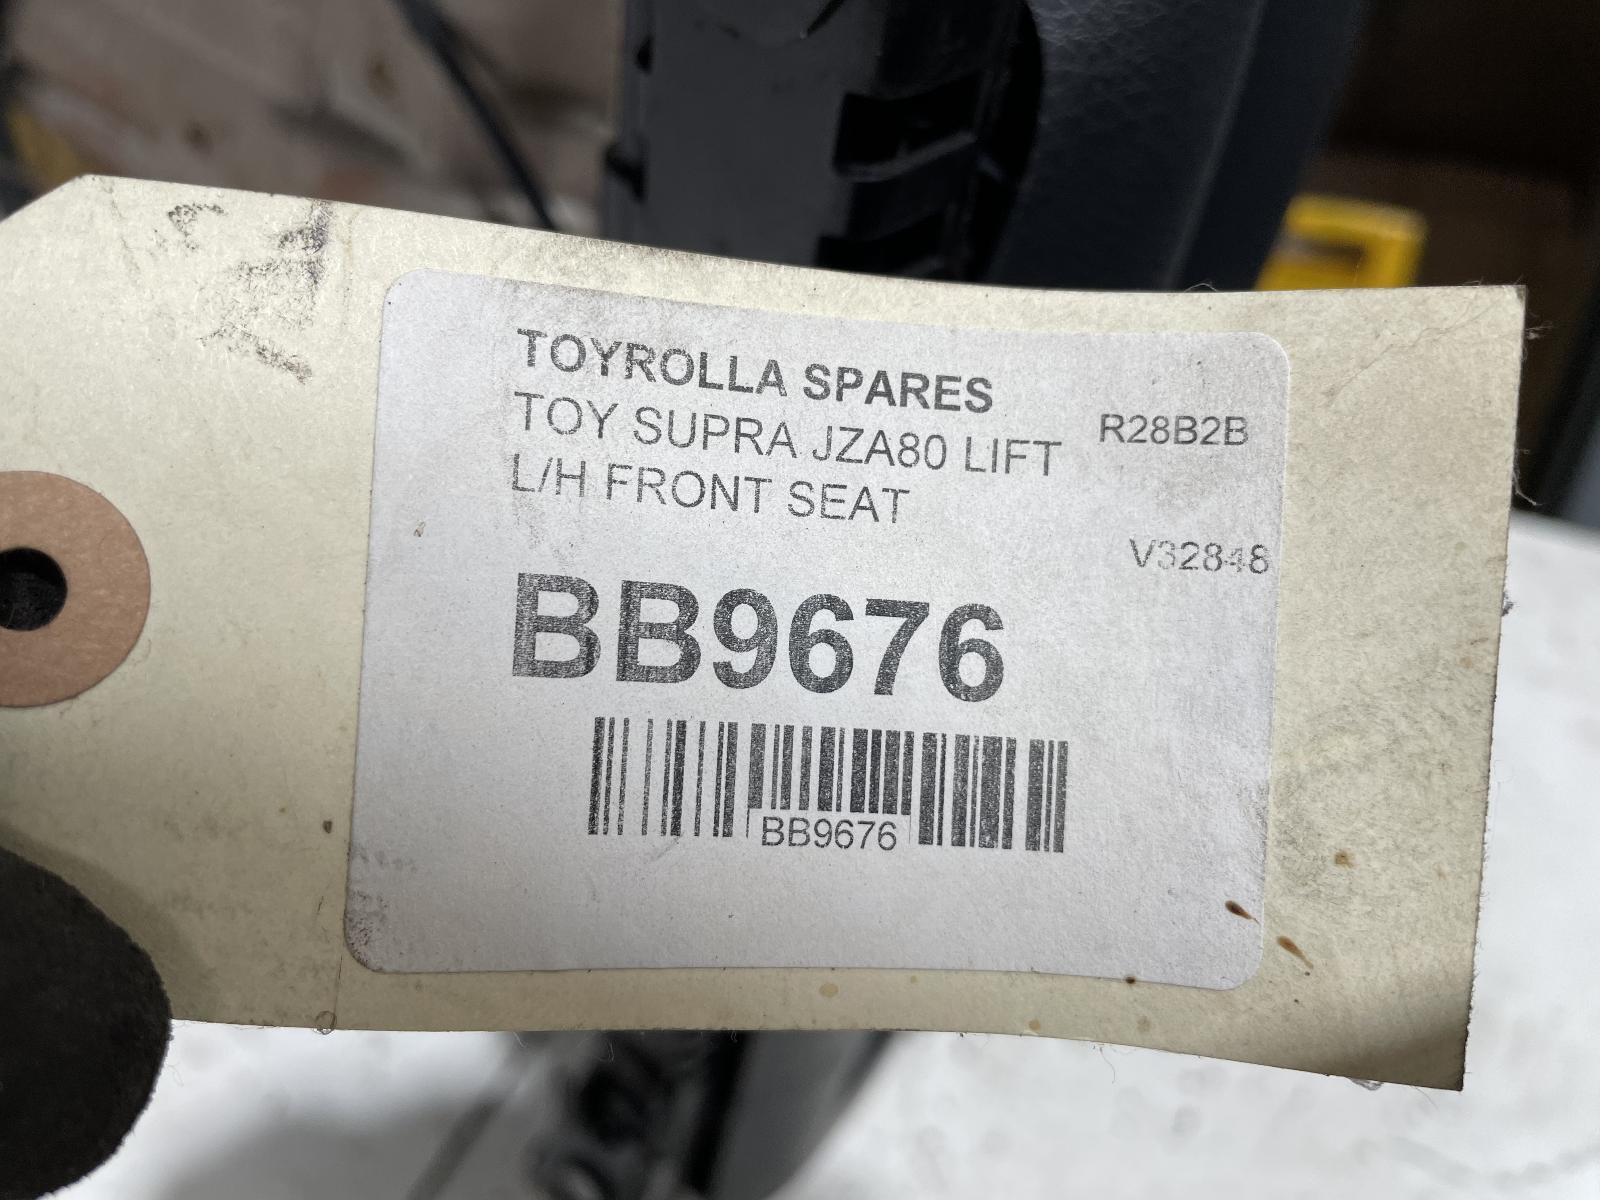 TOYROLLA SPARES
TOY SUPRA JZA80 LIFT
R28B2B
L/H FRONT SEAT
V32848
BB9676
BB9676